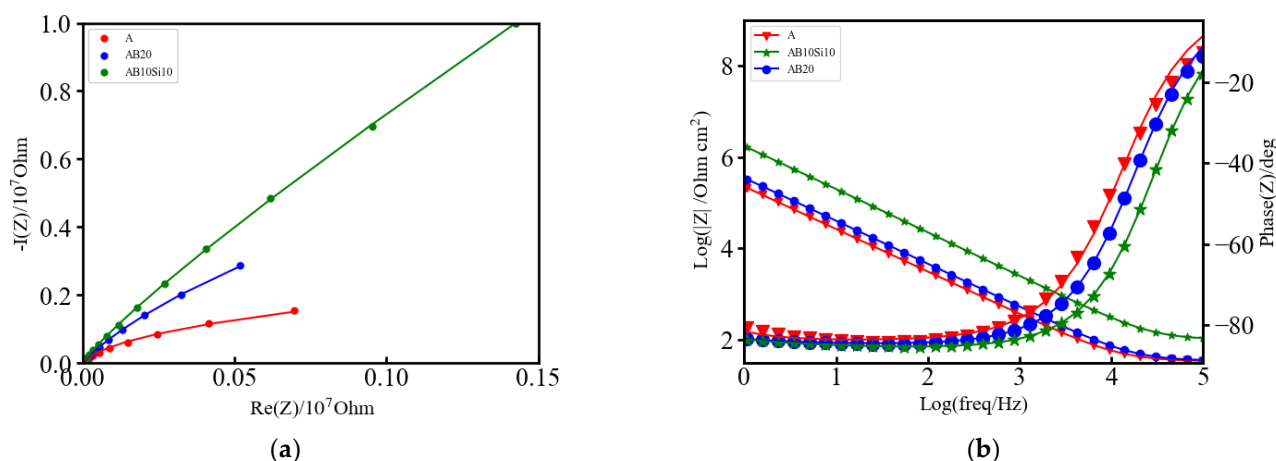 1.0
0.8
0.6
0.4
0.2
0.0
-I(Z)/10⁷Ohm
A
AB20
AB10Si10
0.00
0.05
0.10
0.15
Re(Z)/10⁷Ohm
(a)
8
6
4
2
Log(|Z| /Ohm cm²)
A
AB10Si10
AB20
−20
−40
−60
−80
Phase(Z)/deg
0
1
2
3
4
5
Log(freq/Hz)
(b)